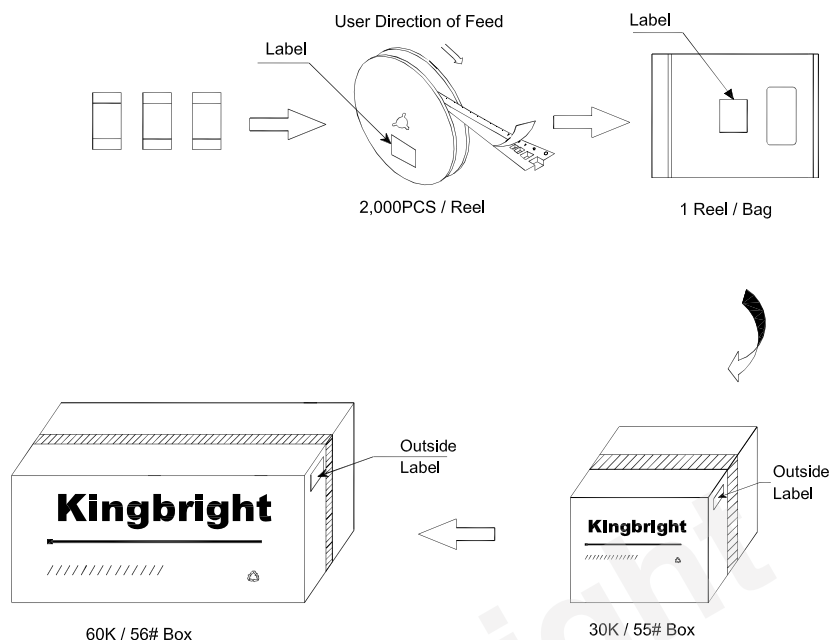 User Direction of Feed
Label
Label
2,000PCS / Reel
1 Reel / Bag
Outside
Label
Kingbright
60K / 56# Box
Outside
Label
Kingbright
30K / 55# Box